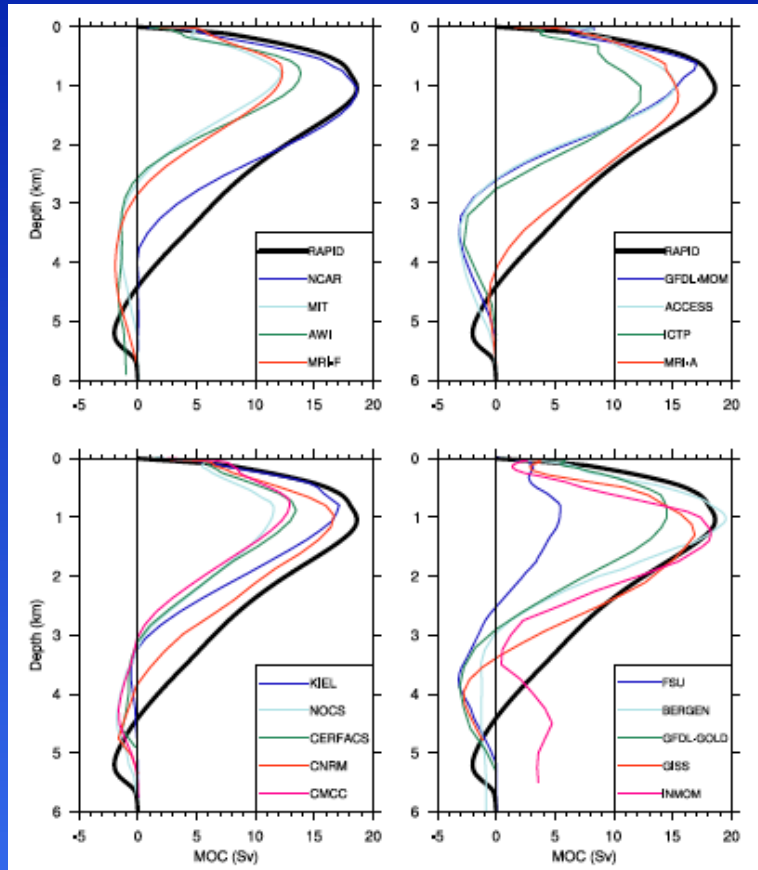 0
1
2
3
4
5
6
Depth (km)
-5 0 5 10 15 20
RAPID
NCAR
MIT
AWI
MRI-F
0
1
2
3
4
5
6
-5 0 5 10 15 20
RAPID
GFDL-MOM
ACCESS
ICTP
MRI-A
0
1
2
3
4
5
6
Depth (km)
-5 0 5 10 15 20
MOC (Sv)
KIEL
NOCS
CERFACS
CNRM
CMCC
0
1
2
3
4
5
6
-5 0 5 10 15 20
MOC (Sv)
FSU
BERGEN
GFDL-GOLD
GISS
INMOM